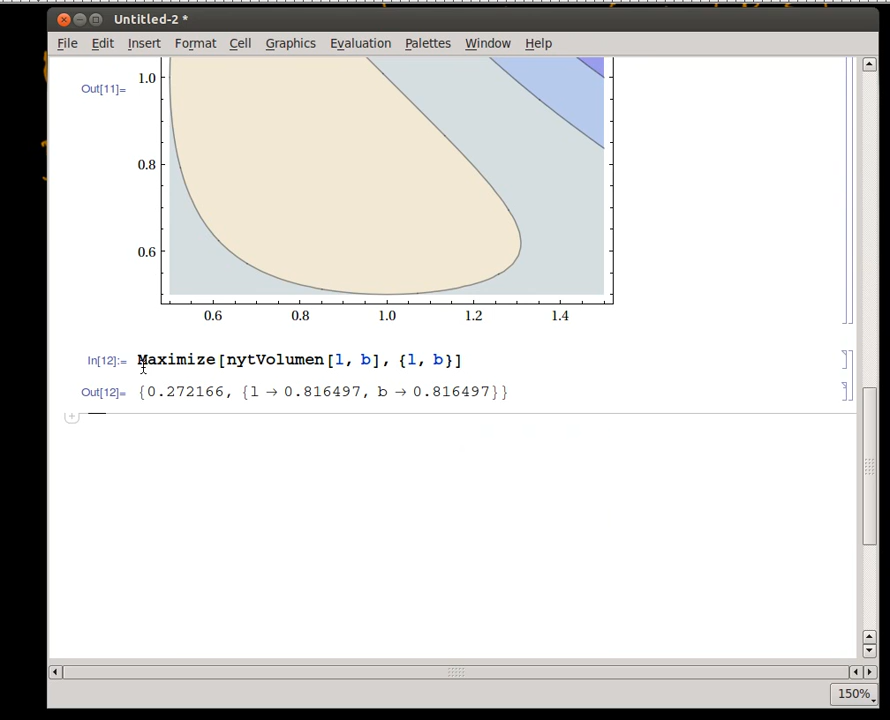 Untitled-2 *
File Edit Insert Format Cell Graphics Evaluation Palettes Window Help
Out[11]=
1.0
0.8
0.6
0.6 0.8 1.0 1.2 1.4
In[12]:= Maximize[nytVolumen[l, b], {l, b}]
Out[12]= {0.272166, {l → 0.816497, b → 0.816497}}
150%